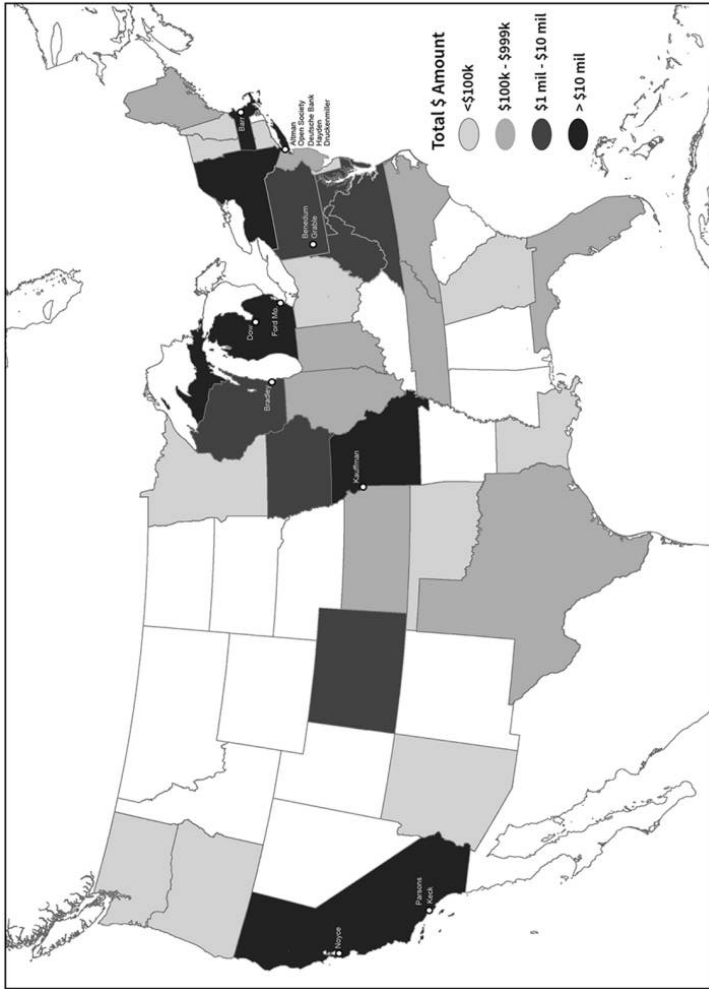 Barr
Altman
Open Society
Deutsche Bank
Hayden
Druckenmiller
Benedum
Grable
Dow
Ford Mo.
Bradley
Kauffman
Noyce
Parsons
Keck
Total $ Amount
<$100k
$100k - $999k
$1 mil - $10 mil
> $10 mil